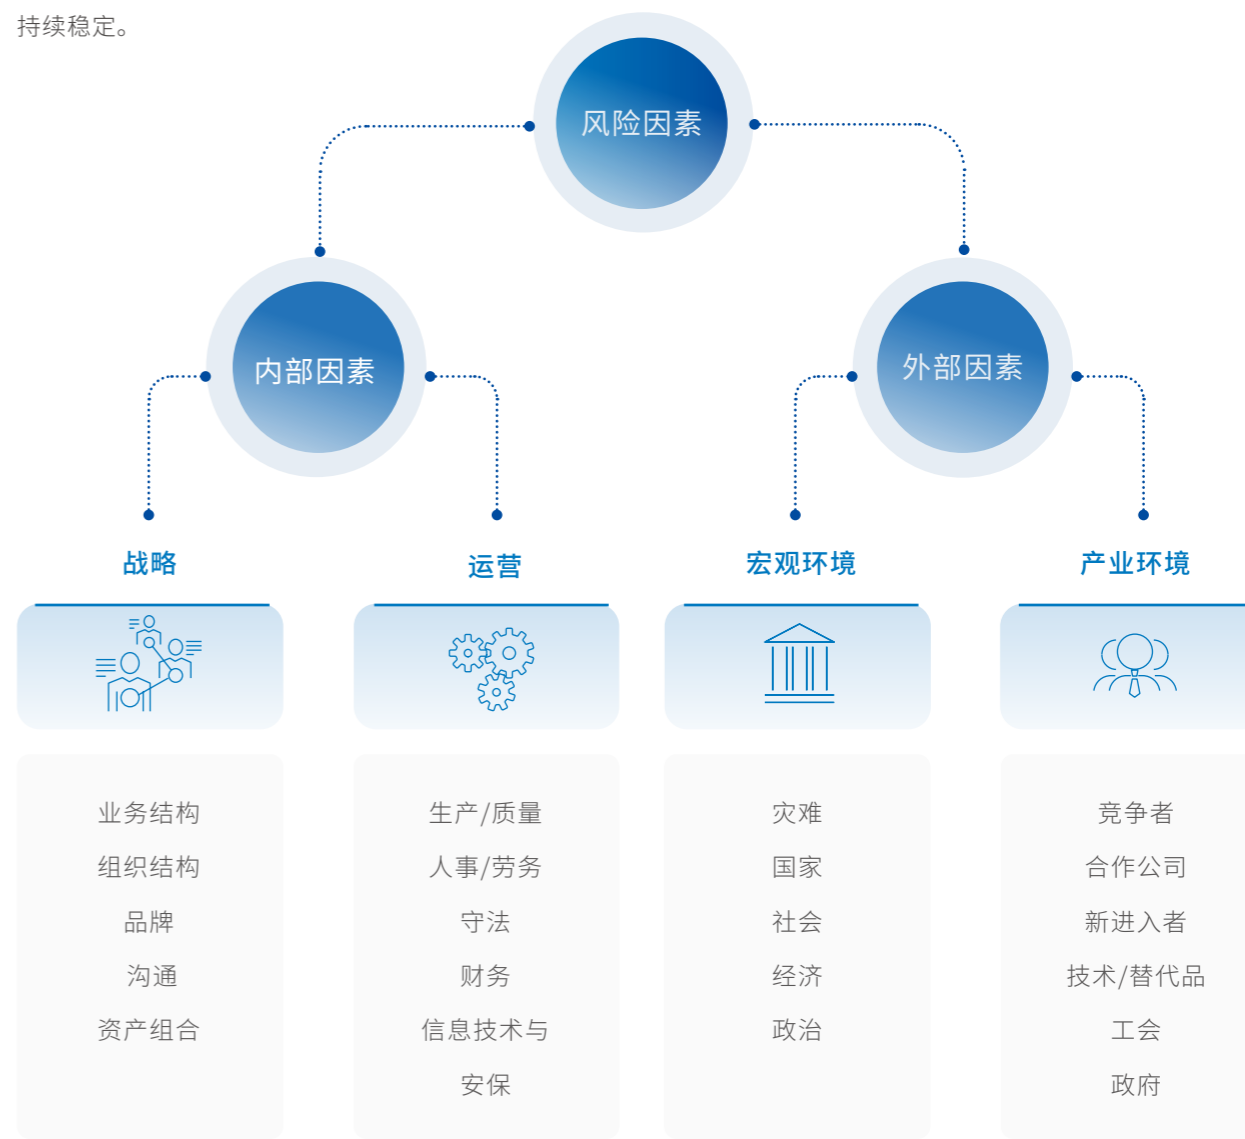 持续稳定。
风险因素
内部因素
外部因素
战略
业务结构
组织结构
品牌
沟通
资产组合
运营
生产/质量
人事/劳务
守法
财务
信息技术与
安保
宏观环境
灾难
国家
社会
经济
政治
产业环境
竞争者
合作公司
新进入者
技术/替代品
工会
政府